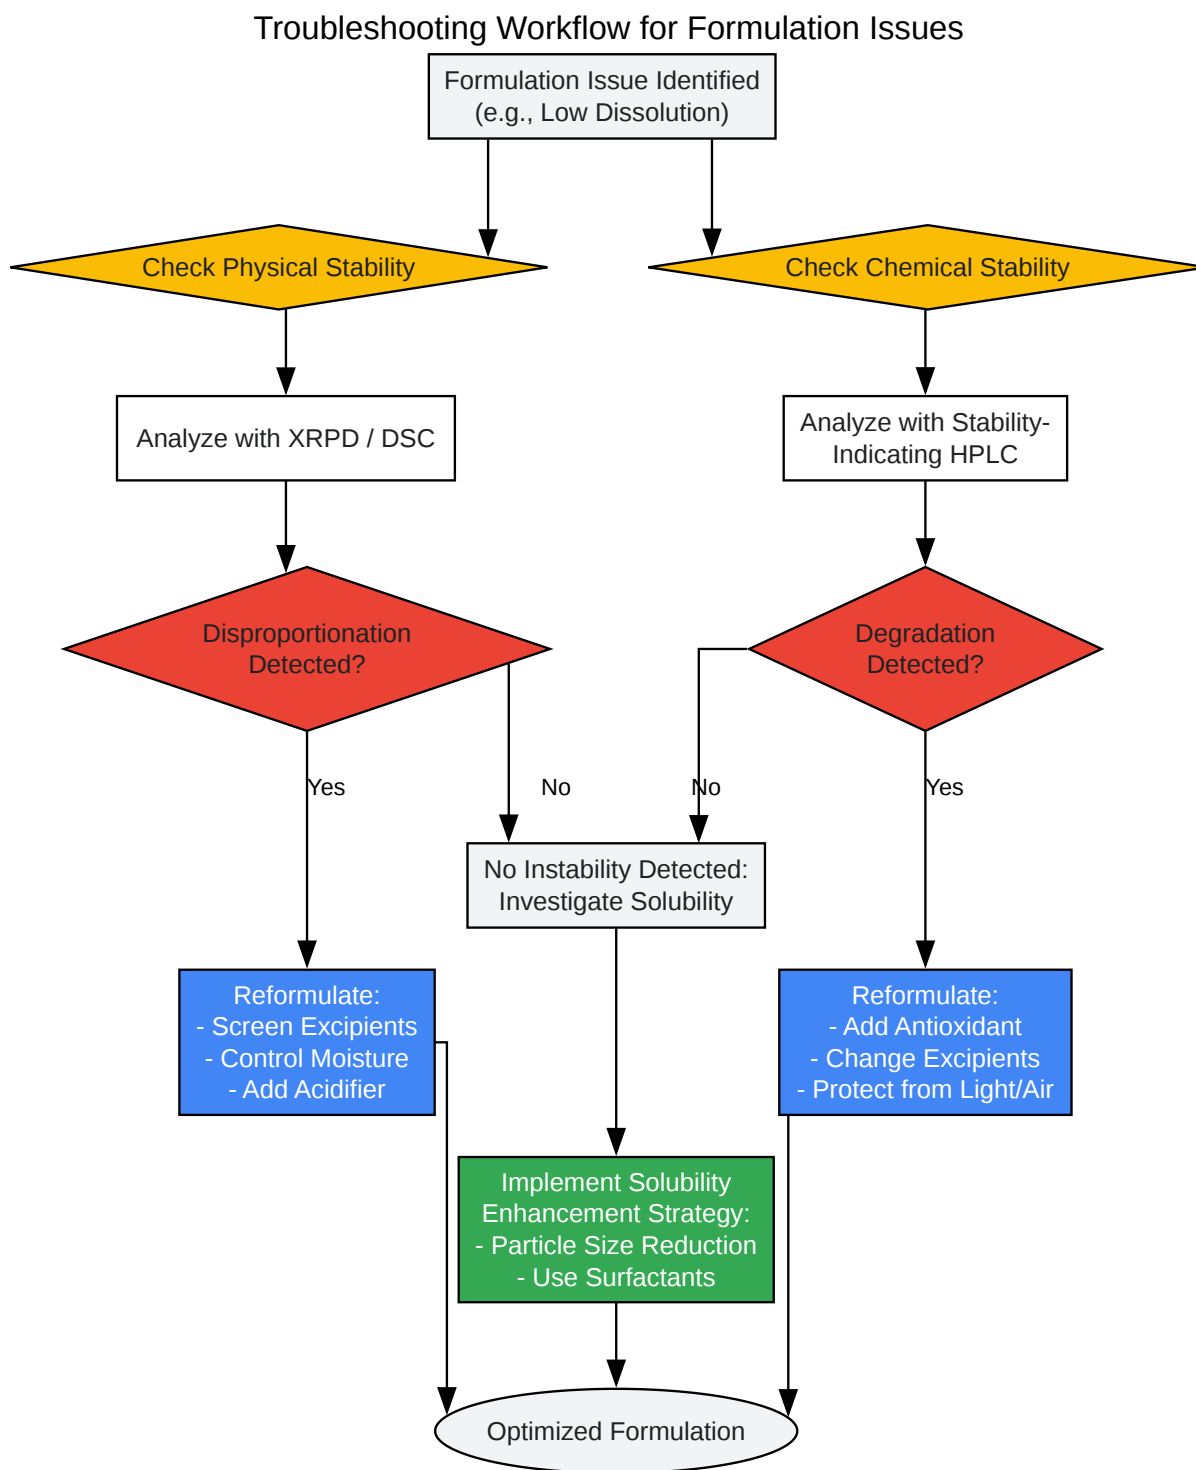 Troubleshooting Workflow for Formulation Issues
Formulation Issue Identified
(e.g., Low Dissolution)
Check Physical Stability
Check Chemical Stability
Analyze with XRPD / DSC
Analyze with Stability-
Indicating HPLC
Disproportionation
Detected?
Degradation
Detected?
Yes
No
No
Yes
No Instability Detected:
Investigate Solubility
Reformulate:
- Screen Excipients
- Control Moisture
- Add Acidifier
Reformulate:
- Add Antioxidant
- Change Excipients
- Protect from Light/Air
Implement Solubility
Enhancement Strategy:
- Particle Size Reduction
- Use Surfactants
Optimized Formulation